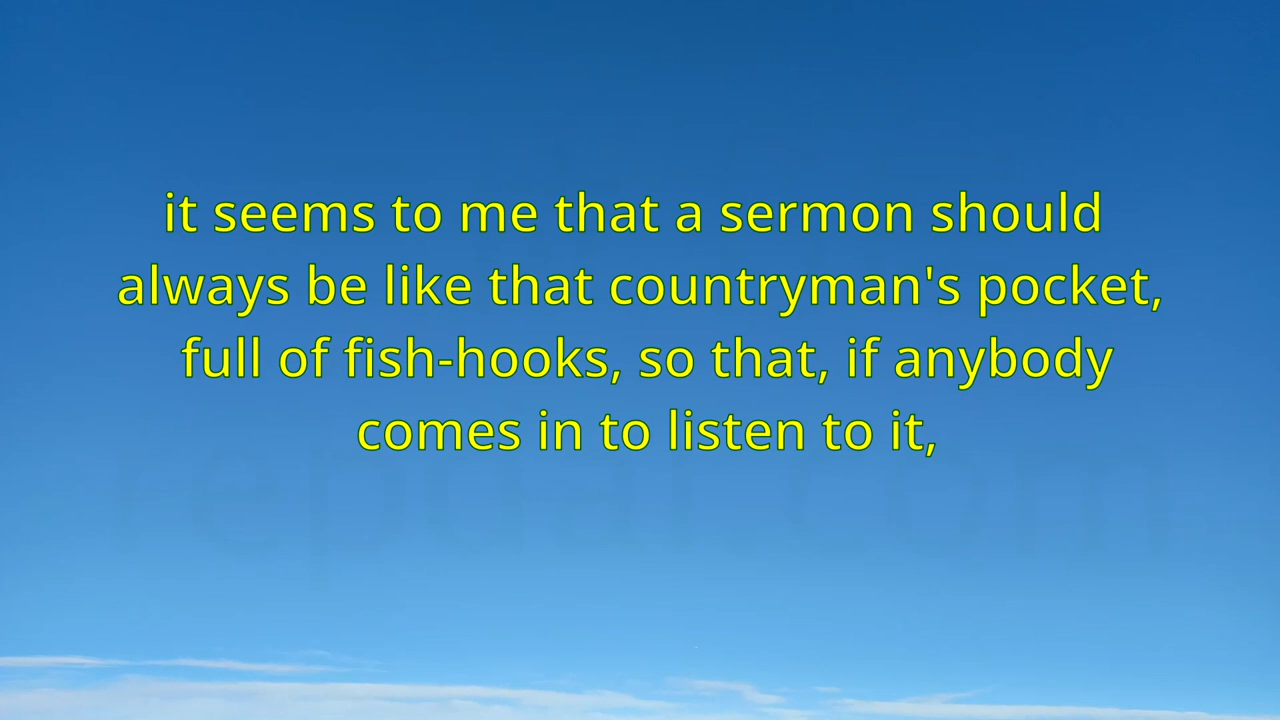 it seems to me that a sermon should
always be like that countryman's pocket,
full of fish-hooks, so that, if anybody
comes in to listen to it,